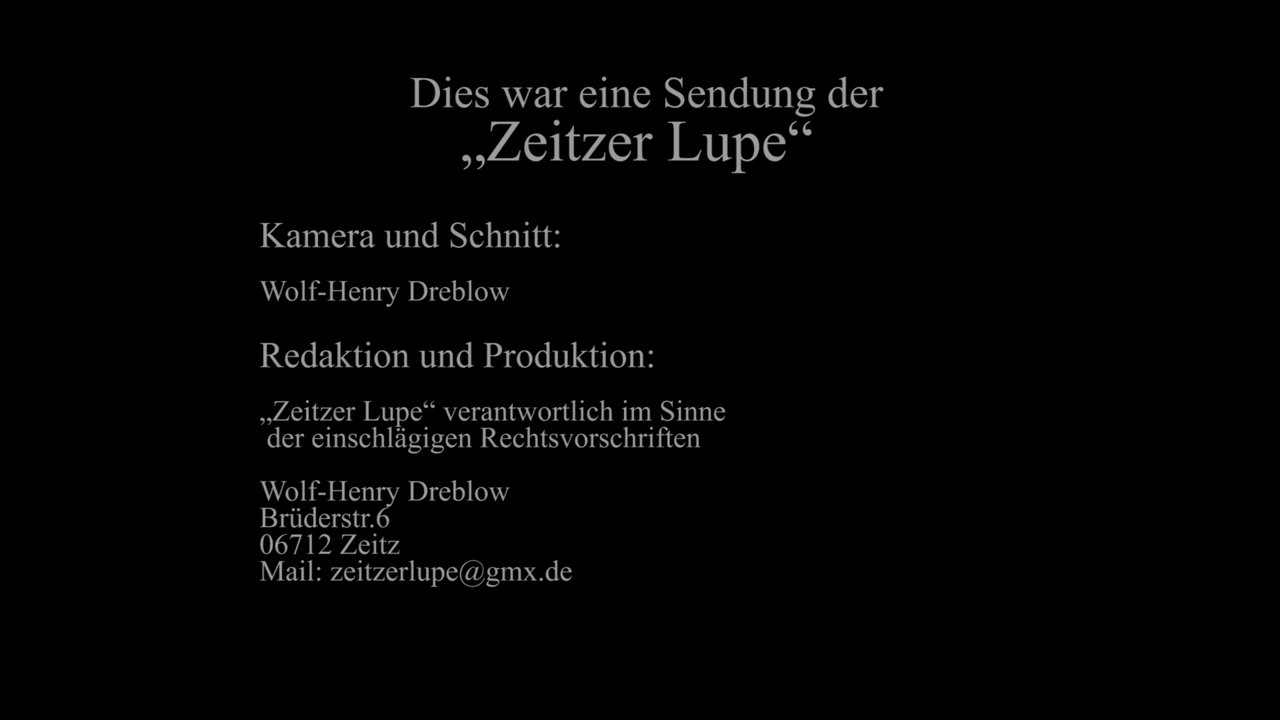 Dies war eine Sendung der
„Zeitzer Lupe“
Kamera und Schnitt:
Wolf-Henry Dreblow
Redaktion und Produktion:
„Zeitzer Lupe“ verantwortlich im Sinne
der einschlägigen Rechtsvorschriften
Wolf-Henry Dreblow
Brüderstr.6
06712 Zeitz
Mail: zeitzerlupe@gmx.de